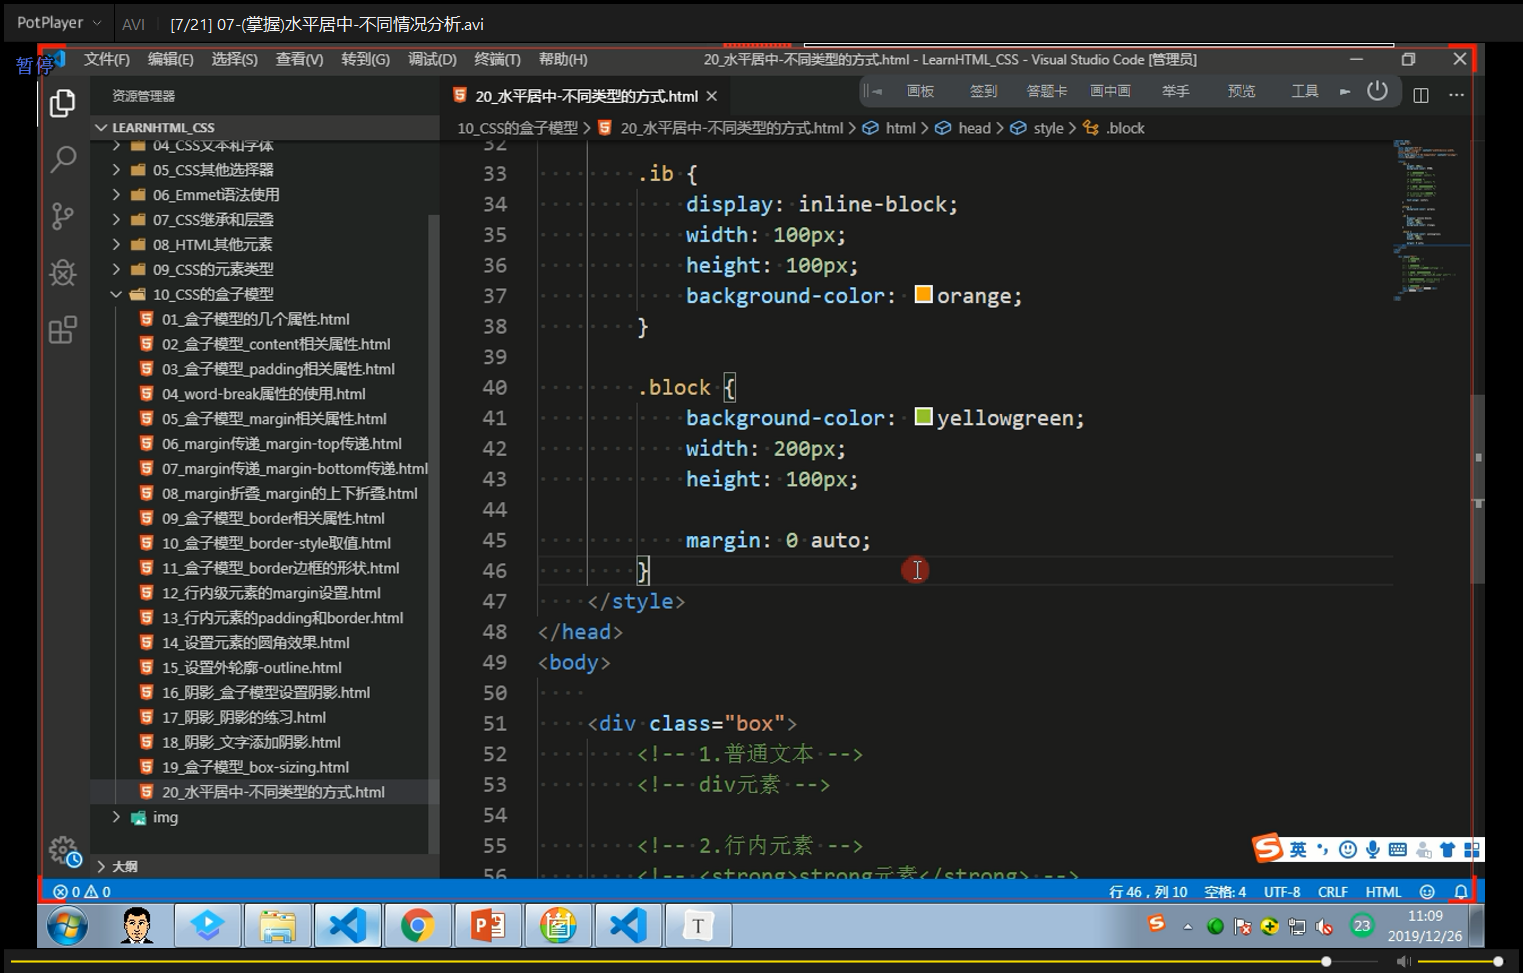 PotPlayer
AVI
[7/21] 07-(掌握)水平居中-不同情况分析.avi
暂停
文件(F) 编辑(E) 选择(S) 查看(V) 转到(G) 调试(D) 终端(T) 帮助(H)
20_水平居中-不同类型的方式.html - LearnHTML_CSS - Visual Studio Code [管理员]
资源管理器
20_水平居中-不同类型的方式.html
画板 签到 答题卡 画中画 举手 预览 工具
LEARNHTML_CSS
10_CSS的盒子模型 > 20_水平居中-不同类型的方式.html > html > head > style > .block
04_CSS文本和字体
05_CSS其他选择器
06_Emmet语法使用
07_CSS继承和层叠
08_HTML其他元素
09_CSS的元素类型
10_CSS的盒子模型
01_盒子模型的几个属性.html
02_盒子模型_content相关属性.html
03_盒子模型_padding相关属性.html
04_word-break属性的使用.html
05_盒子模型_margin相关属性.html
06_margin传递_margin-top传递.html
07_margin传递_margin-bottom传递.html
08_margin折叠_margin的上下折叠.html
09_盒子模型_border相关属性.html
10_盒子模型_border-style取值.html
11_盒子模型_border边框的形状.html
12_行内级元素的margin设置.html
13_行内元素的padding和border.html
14_设置元素的圆角效果.html
15_设置外轮廓-outline.html
16_阴影_盒子模型设置阴影.html
17_阴影_阴影的练习.html
18_阴影_文字添加阴影.html
19_盒子模型_box-sizing.html
20_水平居中-不同类型的方式.html
img
大纲
32
33 .ib {
34 display: inline-block;
35 width: 100px;
36 height: 100px;
37 background-color: orange;
38 }
39
40 .block {
41 background-color: yellowgreen;
42 width: 200px;
43 height: 100px;
44
45 margin: 0 auto;
46 }
47 </style>
48 </head>
49 <body>
50
51 <div class="box">
52 <!-- 1.普通文本 -->
53 <!-- div元素 -->
54
55 <!-- 2.行内元素 -->
56 <!-- <strong>strong元素</strong> -->
英
0 0
行 46，列 10 空格: 4 UTF-8 CRLF HTML
T
23
11:09
2019/12/26